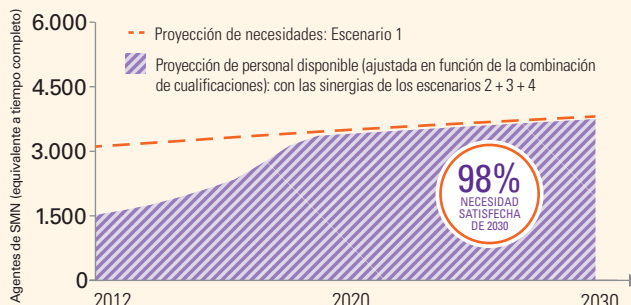 Agentes de SMN (equivalente a tiempo completo)
6.000
4.500
3.000
1.500
0
Proyección de necesidades: Escenario 1
Proyección de personal disponible (ajustada en función de la combinación
de cualificaciones): con las sinergias de los escenarios 2 + 3 + 4
98%
NECESIDAD
SATISFECHA
DE 2030
2012
2020
2030